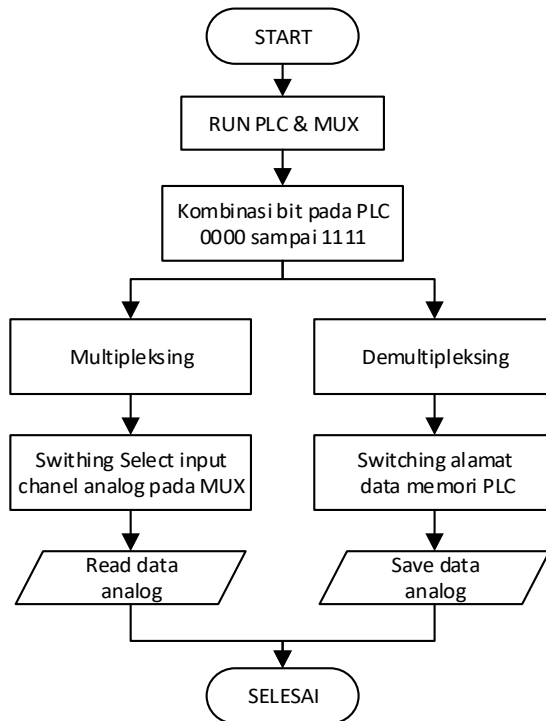 START
RUN PLC & MUX
Kombinasi bit pada PLC
0000 sampai 1111
Multipleksing
Demultipleksing
Swithing Select input
chanel analog pada MUX
Switching alamat
data memori PLC
Read data
analog
Save data
analog
SELESAI